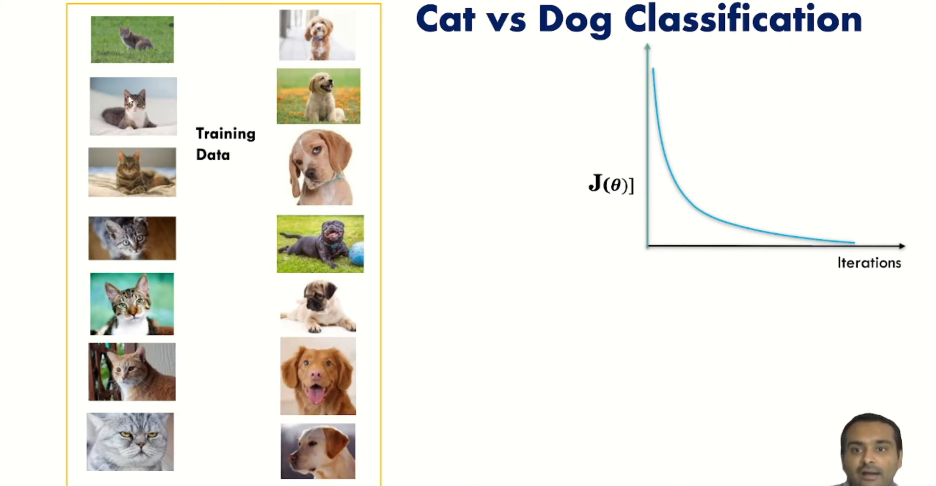 Cat vs Dog Classification
Training
Data
J(θ)]
Iterations